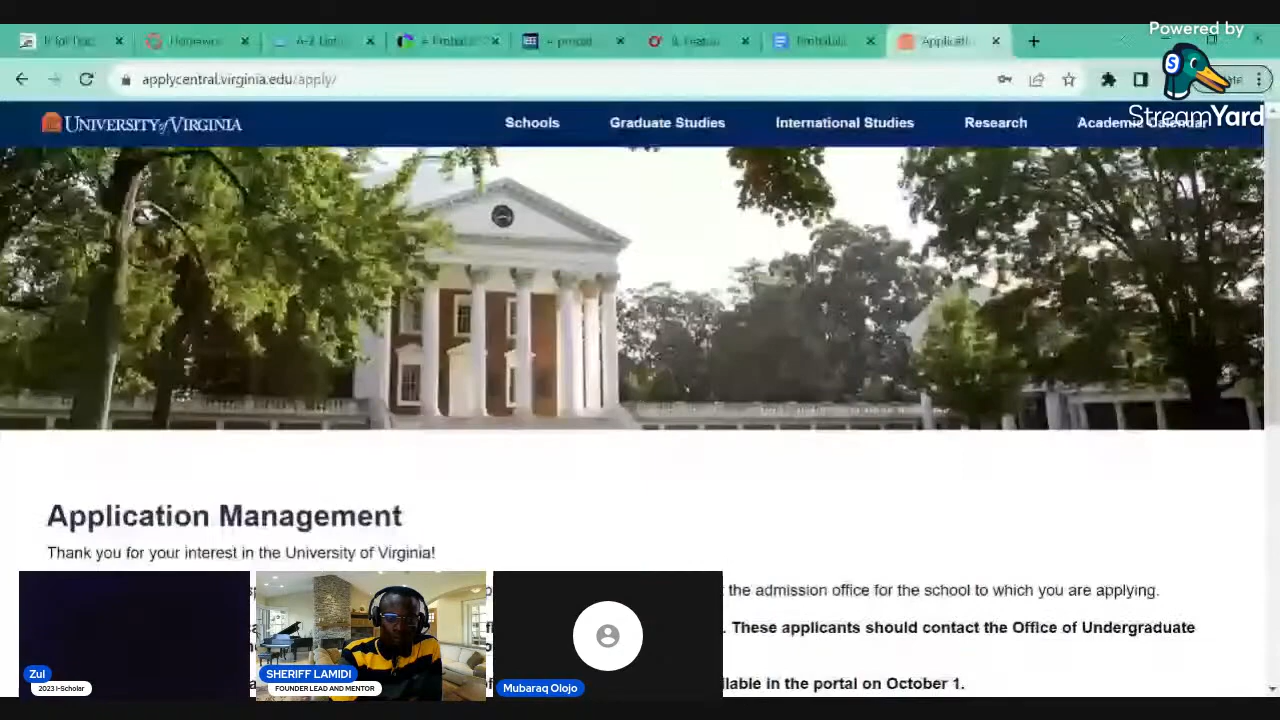 Powered by
applycentral.virginia.edu/apply/
StreamYard
UNIVERSITY of VIRGINIA
Schools
Graduate Studies
International Studies
Research
Academic Calendar
Application Management
Thank you for your interest in the University of Virginia!
the admission office for the school to which you are applying.
. These applicants should contact the Office of Undergraduate
lable in the portal on October 1.
Zul
2023 I-Scholar
SHERIFF LAMIDI
FOUNDER LEAD AND MENTOR
Mubaraq Olojo